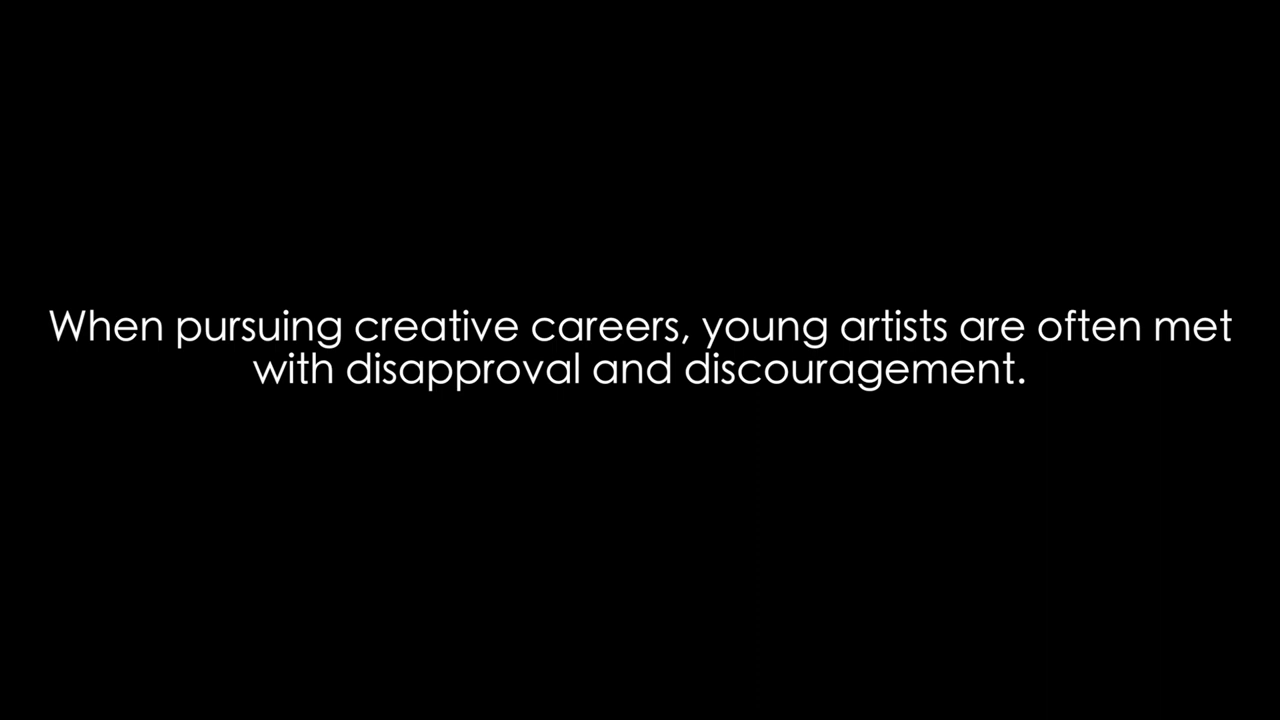 When pursuing creative careers, young artists are often met
with disapproval and discouragement.